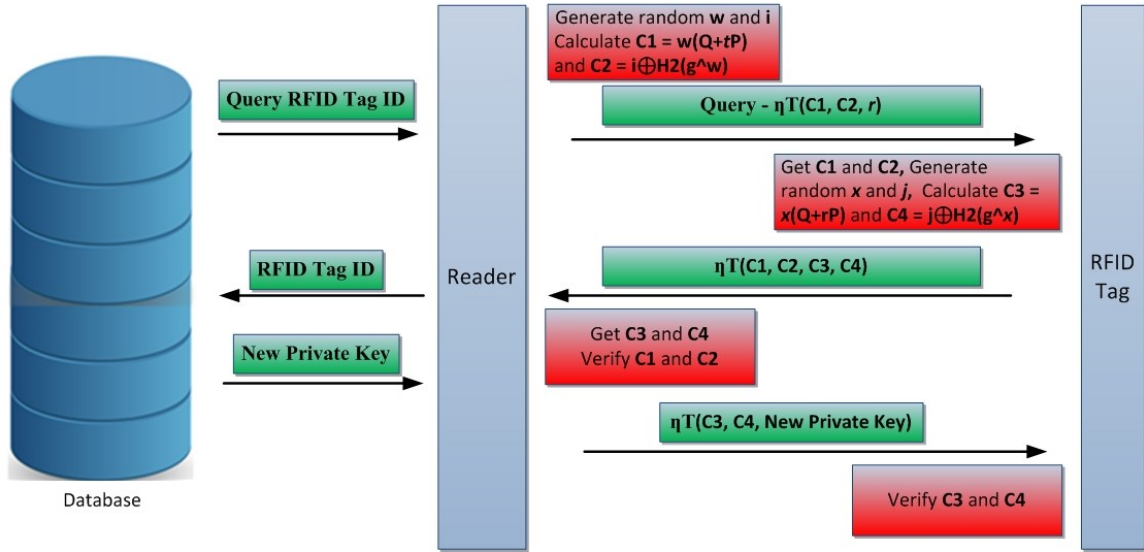 Generate random w and i
Calculate C1 = w(Q+tP)
and C2 = i⊕H2(g^w)
Query RFID Tag ID
Query - ηT(C1, C2, r)
Get C1 and C2, Generate
random x and j, Calculate C3 =
x(Q+rP) and C4 = j⊕H2(g^x)
RFID Tag ID
Reader
ηT(C1, C2, C3, C4)
RFID
Tag
Get C3 and C4
Verify C1 and C2
New Private Key
ηT(C3, C4, New Private Key)
Database
Verify C3 and C4